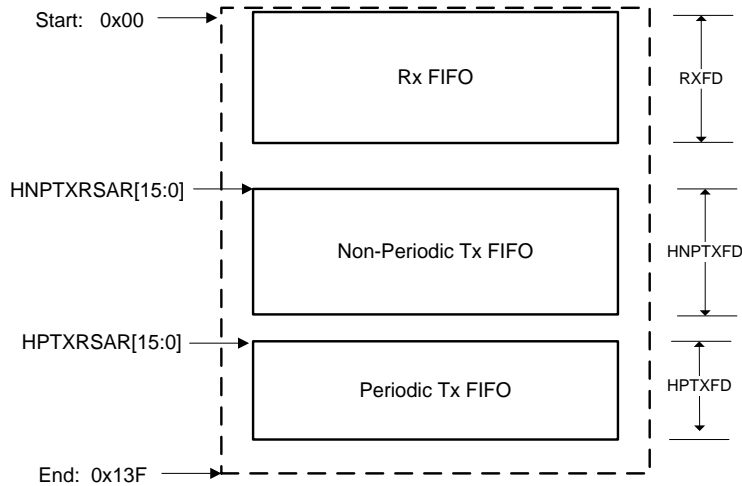 Start: 0x00
Rx FIFO
RXFD
HNPTXRSAR[15:0]
Non-Periodic Tx FIFO
HNPTXFD
HPTXRSAR[15:0]
Periodic Tx FIFO
HPTXFD
End: 0x13F